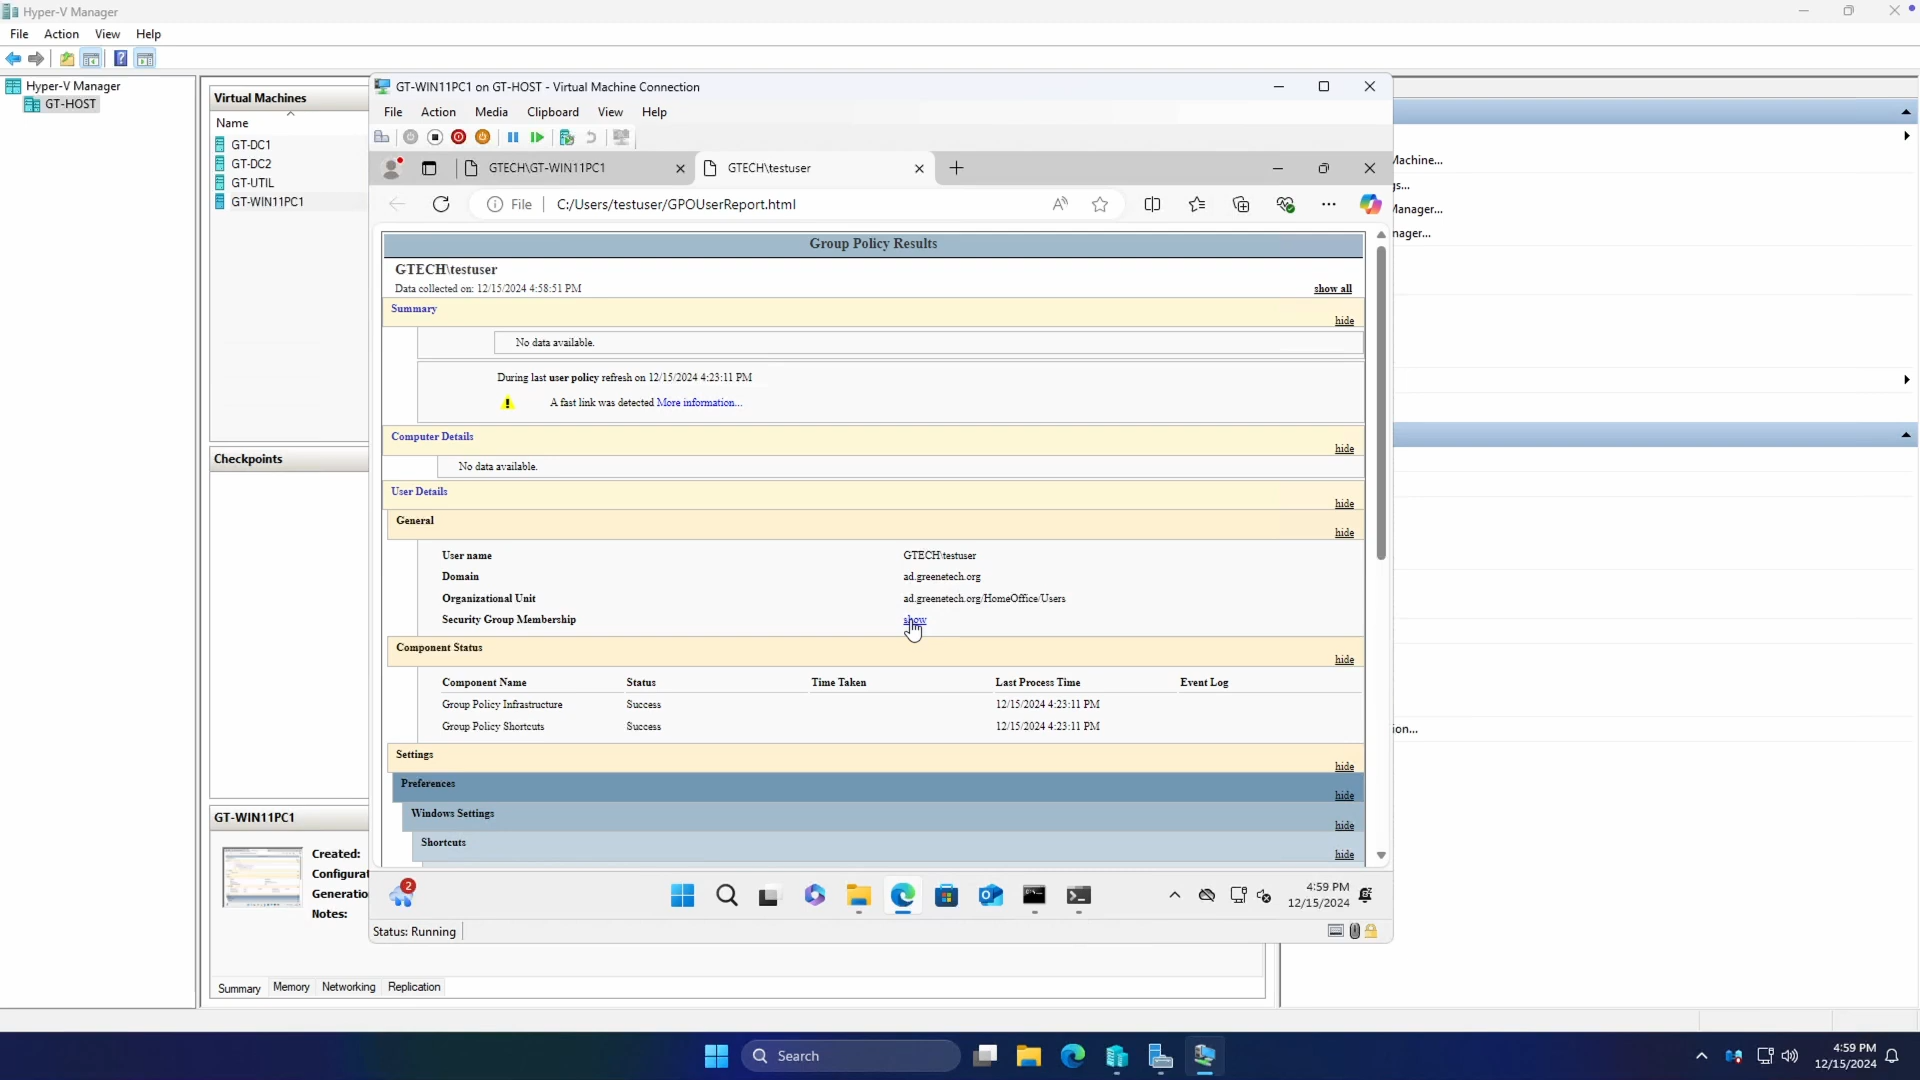 Hyper-V Manager
File Action View Help
Hyper-V Manager
GT-HOST
Virtual Machines
Name
GT-DC1
GT-DC2
GT-UTIL
GT-WIN11PC1
Checkpoints
GT-WIN11PC1
Created:
Configurat
Generatio
Notes:
Summary Memory Networking Replication
GT-WIN11PC1 on GT-HOST - Virtual Machine Connection
File Action Media Clipboard View Help
GTECH\GT-WIN11PC1
GTECH\testuser
File C:/Users/testuser/GPOUserReport.html
Group Policy Results
GTECH\testuser
Data collected on: 12/15/2024 4:58:51 PM
show all
Summary
hide
No data available.
During last user policy refresh on 12/15/2024 4:23:11 PM
A fast link was detected More information...
Computer Details
hide
No data available.
User Details
hide
General
hide
User name GTECH\testuser
Domain ad.greenetech.org
Organizational Unit ad.greenetech.org/HomeOffice/Users
Security Group Membership show
Component Status
hide
Component Name Status Time Taken Last Process Time Event Log
Group Policy Infrastructure Success 12/15/2024 4:23:11 PM
Group Policy Shortcuts Success 12/15/2024 4:23:11 PM
Settings
hide
Preferences
hide
Windows Settings
hide
Shortcuts
hide
2
4:59 PM
12/15/2024
Status: Running
Machine...
gs...
Manager...
nager...
ion...
Search
4:59 PM
12/15/2024